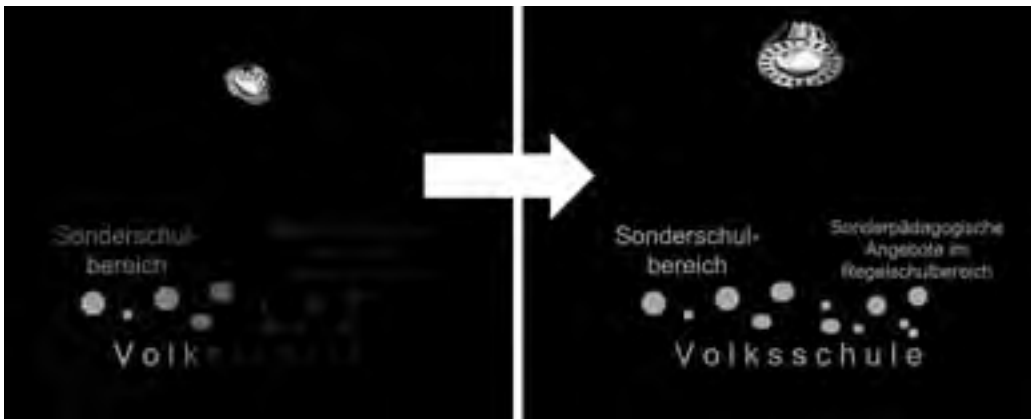 Sonderschul-
bereich
Volk
Sonderschul-
bereich
Sonderpädagogische
Angebote im
Regelschulbereich
Volksschule